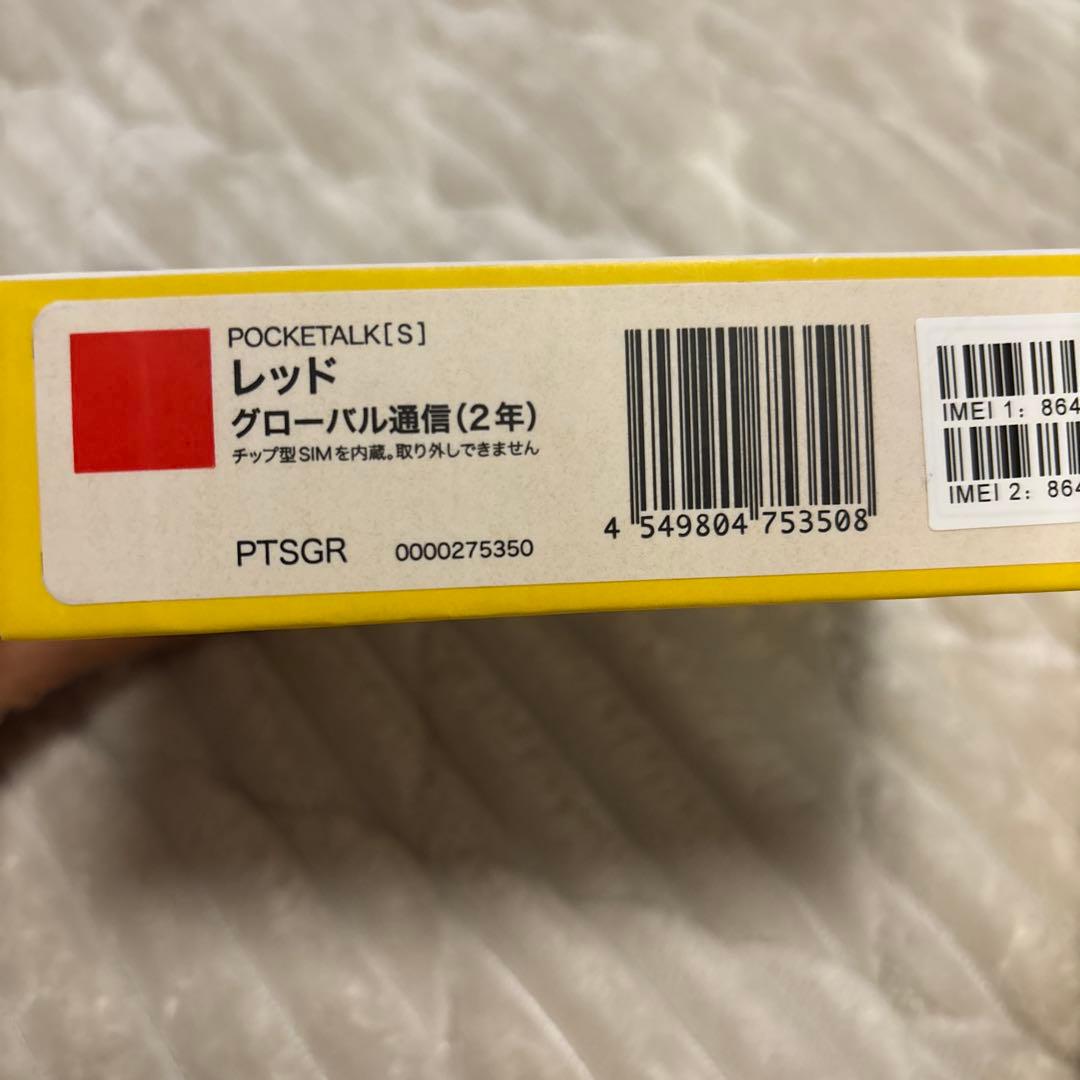 POCKETALK[S]
レッド
グローバル通信(2年)
チップ型SIMを内蔵。取り外しできません
PTSGR 0000275350
4 549804 753508
IMEI 1: 864
IMEI 2: 864